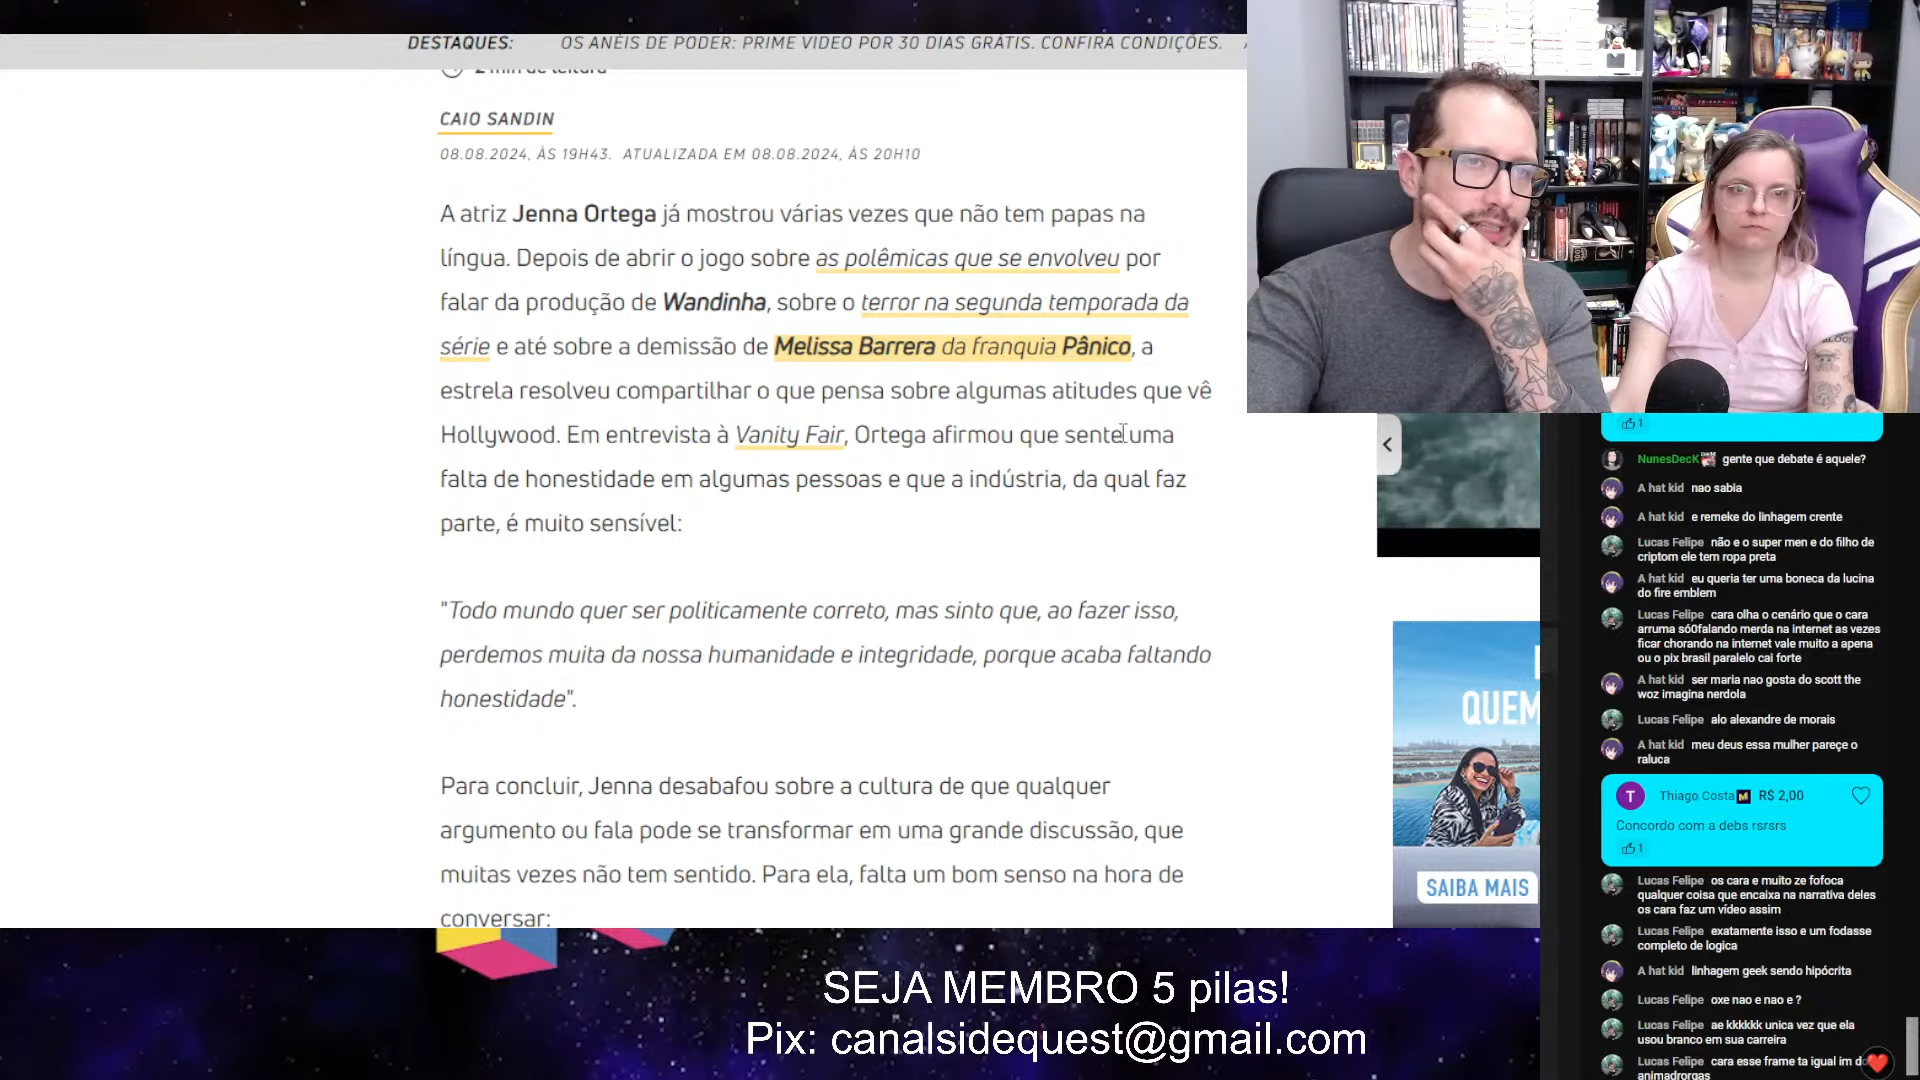 DESTAQUES: OS ANÉIS DE PODER: PRIME VIDEO POR 30 DIAS GRÁTIS. CONFIRA CONDIÇÕES.
2 min de leitura
CAIO SANDIN
08.08.2024, ÀS 19H43. ATUALIZADA EM 08.08.2024, ÀS 20H10
A atriz Jenna Ortega já mostrou várias vezes que não tem papas na
língua. Depois de abrir o jogo sobre as polêmicas que se envolveu por
falar da produção de Wandinha, sobre o terror na segunda temporada da
série e até sobre a demissão de Melissa Barrera da franquia Pânico, a
estrela resolveu compartilhar o que pensa sobre algumas atitudes que vê
Hollywood. Em entrevista à Vanity Fair, Ortega afirmou que sente uma
falta de honestidade em algumas pessoas e que a indústria, da qual faz
parte, é muito sensível:
"Todo mundo quer ser politicamente correto, mas sinto que, ao fazer isso,
perdemos muita da nossa humanidade e integridade, porque acaba faltando
honestidade".
Para concluir, Jenna desabafou sobre a cultura de que qualquer
argumento ou fala pode se transformar em uma grande discussão, que
muitas vezes não tem sentido. Para ela, falta um bom senso na hora de
conversar:
QUEM
SAIBA MAIS
BLOOD
1
NunesDecK gente que debate é aquele?
A hat kid nao sabia
A hat kid e remeke do linhagem crente
Lucas Felipe não e o super men e do filho de
criptom ele tem ropa preta
A hat kid eu queria ter uma boneca da lucina
do fire emblem
Lucas Felipe cara olha o cenário que o cara
arruma só0falando merda na internet as vezes
ficar chorando na internet vale muito a apena
ou o pix brasil paralelo cai forte
A hat kid ser maria nao gosta do scott the
woz imagina nerdola
Lucas Felipe alo alexandre de morais
A hat kid meu deus essa mulher pareçe o
raluca
T Thiago Costa R$ 2,00
Concordo com a debs rsrsrs
1
Lucas Felipe os cara e muito ze fofoca
qualquer coisa que encaixa na narrativa deles
os cara faz um vídeo assim
Lucas Felipe exatamente isso e um fodasse
completo de logica
A hat kid linhagem geek sendo hipócrita
Lucas Felipe oxe nao e nao e ?
Lucas Felipe ae kkkkkk unica vez que ela
usou branco em sua carreira
Lucas Felipe cara esse frame ta igual im do
animadrorgas
SEJA MEMBRO 5 pilas!
Pix: canalsidequest@gmail.com